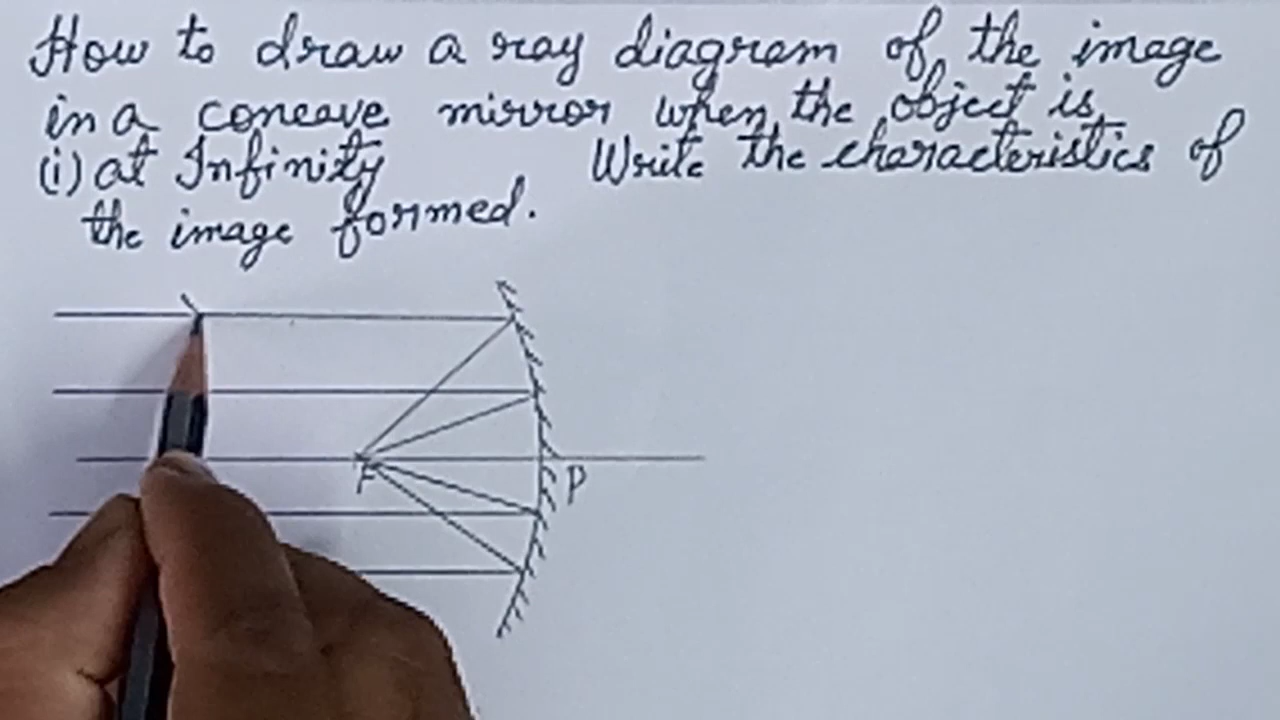 How to draw a ray diagram of the image
in a concave mirror when the object is
(i) at Infinity Write the characteristics of
the image formed.
F
P